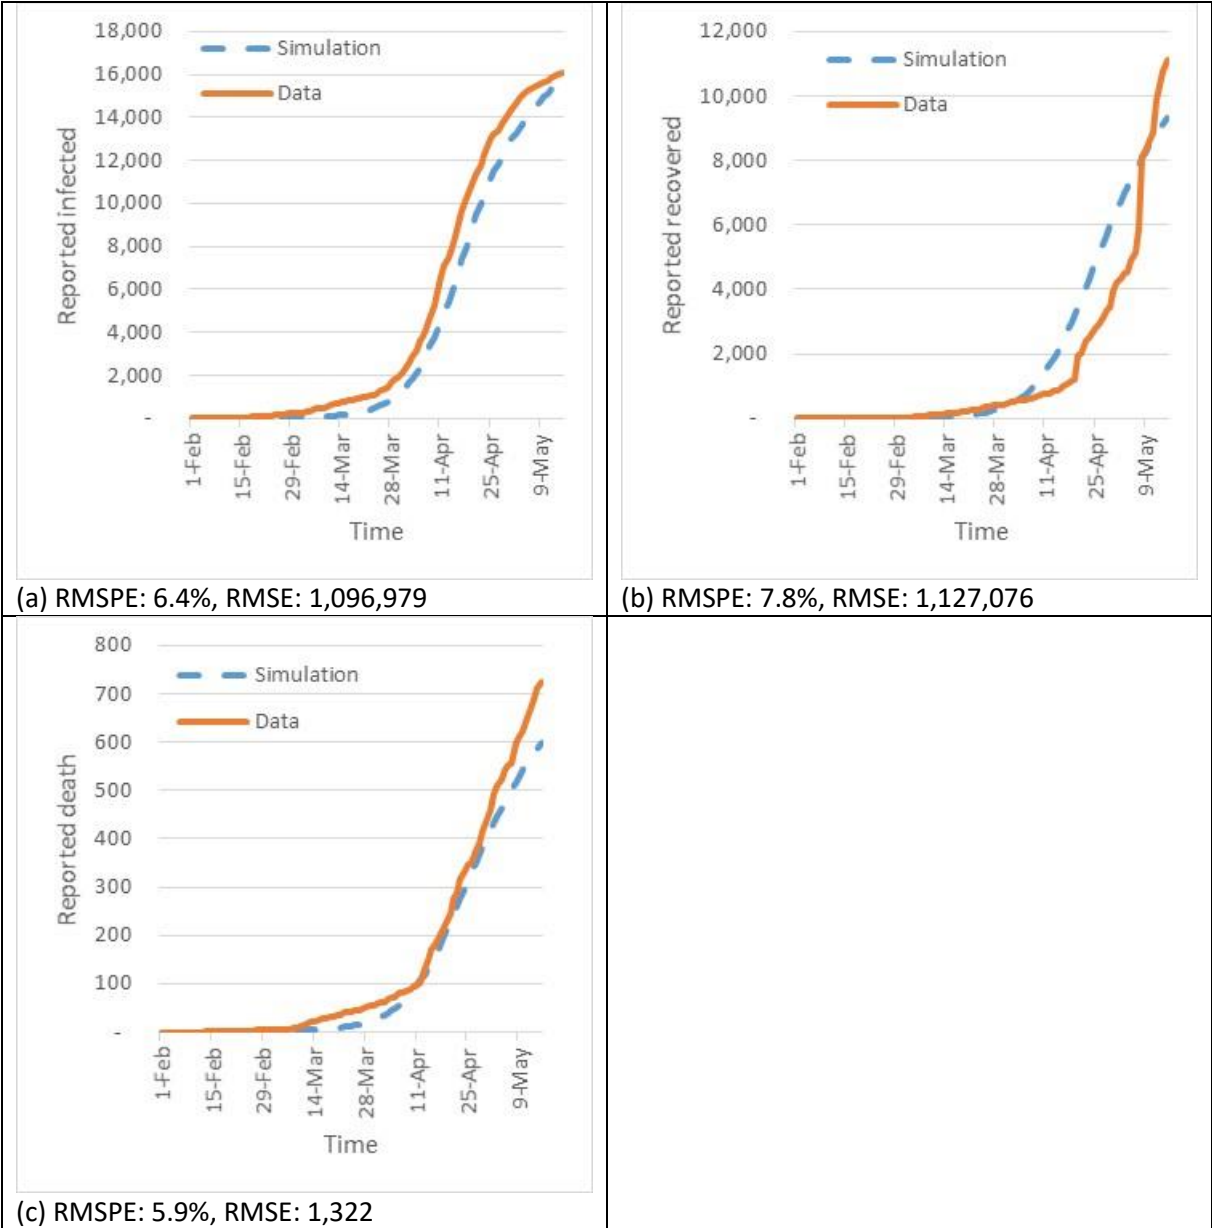 18,000
16,000
14,000
12,000
10,000
8,000
6,000
4,000
2,000
-
Reported infected
Simulation
Data
1-Feb
15-Feb
29-Feb
14-Mar
28-Mar
11-Apr
25-Apr
9-May
Time
(a) RMSPE: 6.4%, RMSE: 1,096,979
12,000
10,000
8,000
6,000
4,000
2,000
-
Reported recovered
Simulation
Data
1-Feb
15-Feb
29-Feb
14-Mar
28-Mar
11-Apr
25-Apr
9-May
Time
(b) RMSPE: 7.8%, RMSE: 1,127,076
800
700
600
500
400
300
200
100
-
Reported death
Simulation
Data
1-Feb
15-Feb
29-Feb
14-Mar
28-Mar
11-Apr
25-Apr
9-May
Time
(c) RMSPE: 5.9%, RMSE: 1,322